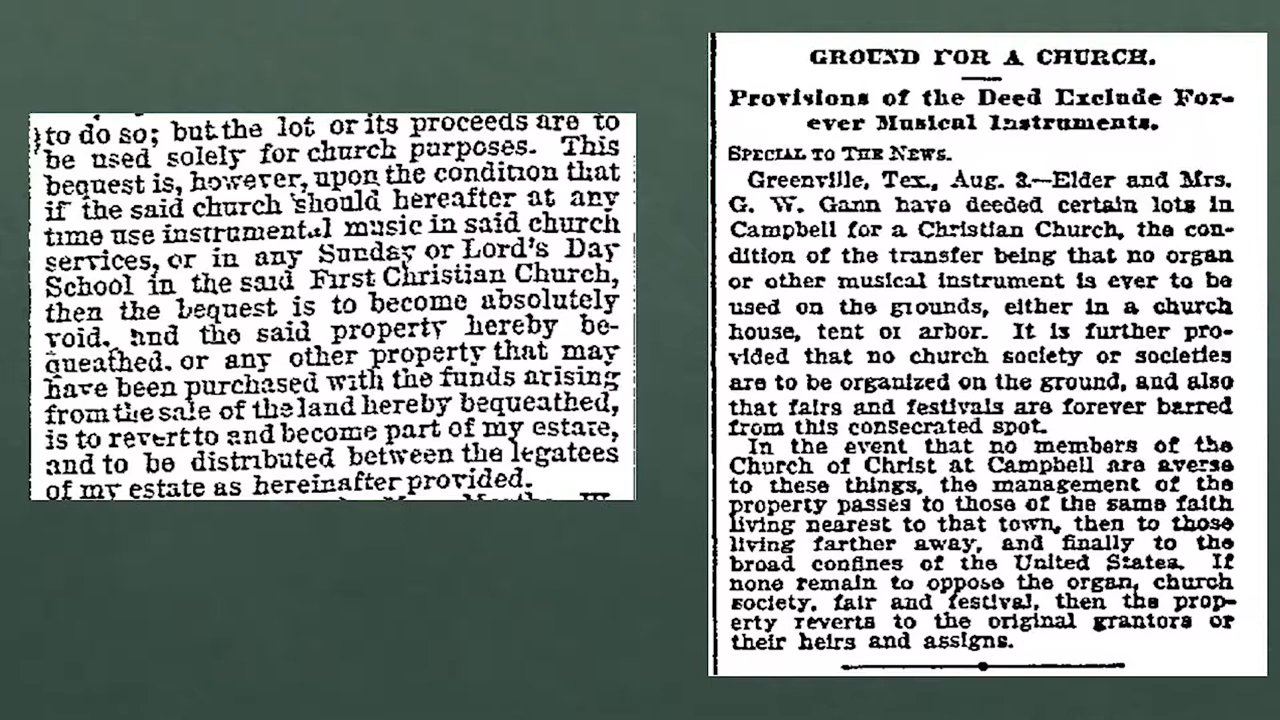 to do so; but the lot or its proceeds are to
be used solely for church purposes. This
bequest is, however, upon the condition that
if the said church should hereafter at any
time use instrumental music in said church
services, or in any Sunday or Lord's Day
School in the said First Christian Church,
then the bequest is to become absolutely
void, and the said property hereby be-
queathed, or any other property that may
have been purchased with the funds arising
from the sale of the land hereby bequeathed,
is to revert to and become part of my estate,
and to be distributed between the legatees
of my estate as hereinafter provided.
GROUND FOR A CHURCH.
Provisions of the Deed Exclude For-
ever Musical Instruments.
SPECIAL TO THE NEWS.
Greenville, Tex., Aug. 3.—Elder and Mrs.
G. W. Gann have deeded certain lots in
Campbell for a Christian Church, the con-
dition of the transfer being that no organ
or other musical instrument is ever to be
used on the grounds, either in a church
house, tent or arbor. It is further pro-
vided that no church society or societies
are to be organized on the ground, and also
that fairs and festivals are forever barred
from this consecrated spot.
In the event that no members of the
Church of Christ at Campbell are averse
to these things, the management of the
property passes to those of the same faith
living nearest to that town, then to those
living farther away, and finally to the
broad confines of the United States. If
none remain to oppose the organ, church
society, fair and festival, then the prop-
erty reverts to the original grantors or
their heirs and assigns.